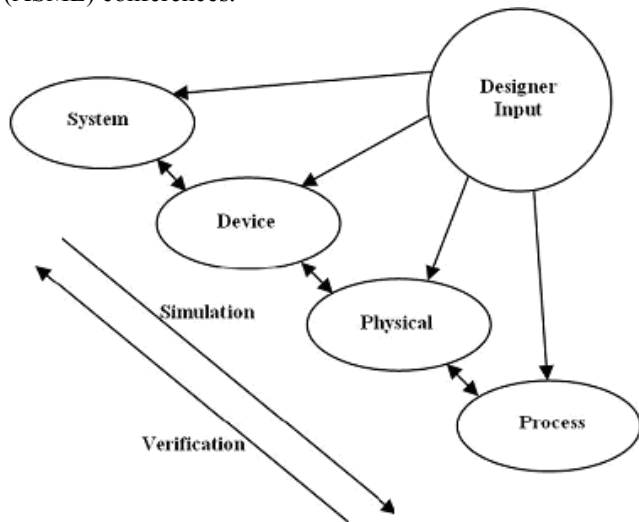 (ASME) conferences.
Designer
Input
System
Device
Simulation
Physical
Verification
Process